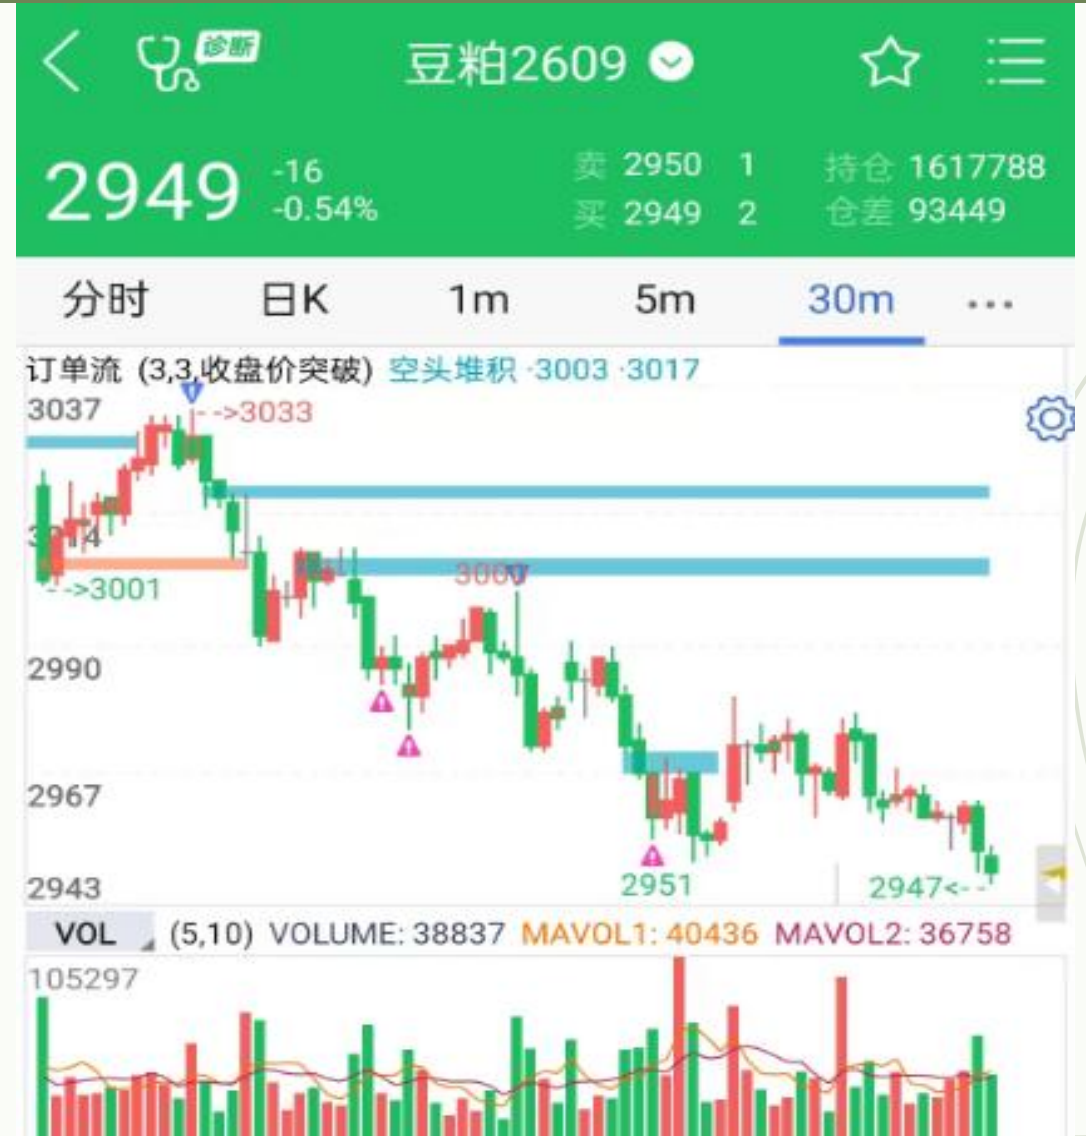 诊断
豆粕2609
2949 -16 卖 2950 1 持仓 1617788
-0.54% 买 2949 2 仓差 93449
分时 日K 1m 5m 30m ...
订单流 (3,3,收盘价突破) 空头堆积 ·3003 ·3017
3037
-->3033
3014
-->3001
3000
2990
2967
2951
2947<--
2943
VOL (5,10) VOLUME: 38837 MAVOL1: 40436 MAVOL2: 36758
105297